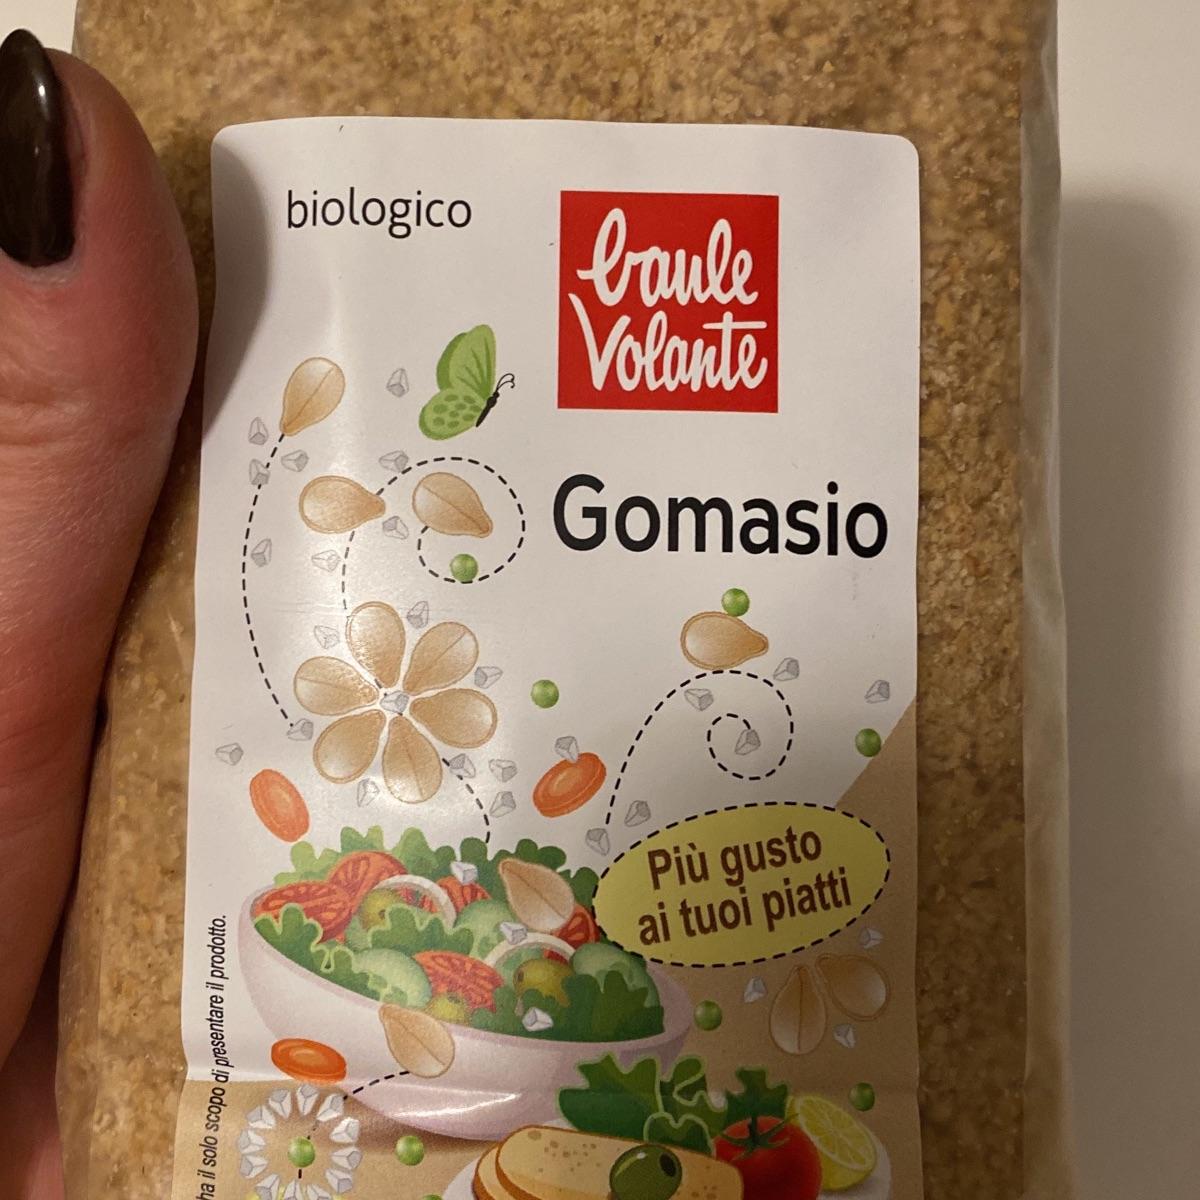 biologico
baule
Volante
Gomasio
Più gusto
ai tuoi piatti
ha il solo scopo di presentare il prodotto.